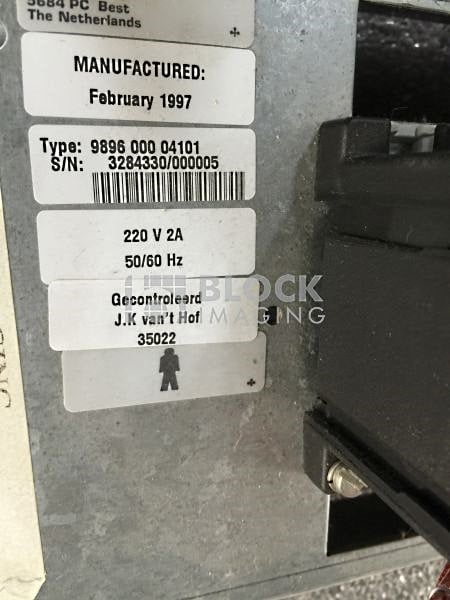 5684 PC Best
The Netherlands
MANUFACTURED:
February 1997
Type: 9896 000 04101
S/N: 3284330/000005
220 V 2A
50/60 Hz
BLOCK
IMAGING
Gecontroleerd
J.K van't Hof
35022